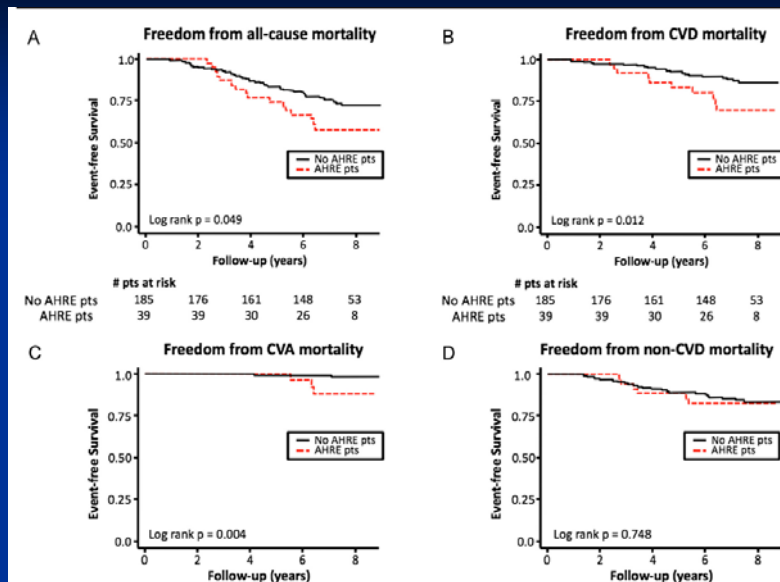 A
Freedom from all-cause mortality
Event-free Survival
1.0
0.75
0.50
0.25
0.0
No AHRE pts
AHRE pts
Log rank p = 0.049
0 2 4 6 8
Follow-up (years)
# pts at risk
No AHRE pts 185 176 161 148 53
AHRE pts 39 39 30 26 8
B
Freedom from CVD mortality
Event-free Survival
1.0
0.75
0.50
0.25
0.0
No AHRE pts
AHRE pts
Log rank p = 0.012
0 2 4 6 8
Follow-up (years)
# pts at risk
185 176 161 148 53
39 39 30 26 8
C
Freedom from CVA mortality
Event-free Survival
1.0
0.75
0.50
0.25
0.0
No AHRE pts
AHRE pts
Log rank p = 0.004
0 2 4 6 8
Follow-up (years)
D
Freedom from non-CVD mortality
Event-free Survival
1.0
0.75
0.50
0.25
0.0
No AHRE pts
AHRE pts
Log rank p = 0.748
0 2 4 6 8
Follow-up (years)